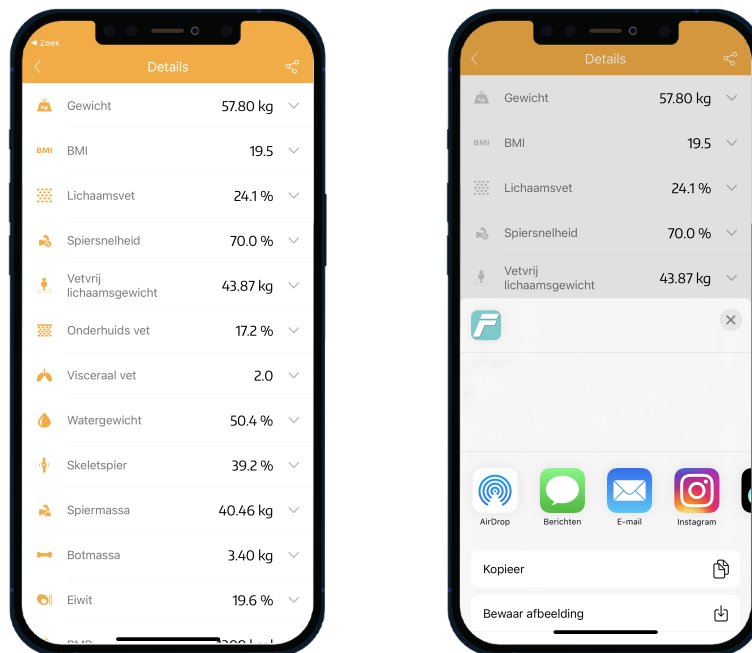 ◀ Zoek
Details
kg
Gewicht 57.80 kg
BMI BMI 19.5
Lichaamsvet 24.1 %
Spiersnelheid 70.0 %
Vetvrij
lichaamsgewicht 43.87 kg
Onderhuids vet 17.2 %
Visceraal vet 2.0
Watergewicht 50.4 %
Skeletspier 39.2 %
Spiermassa 40.46 kg
Botmassa 3.40 kg
Eiwit 19.6 %
Details
kg
Gewicht 57.80 kg
BMI BMI 19.5
Lichaamsvet 24.1 %
Spiersnelheid 70.0 %
Vetvrij
lichaamsgewicht 43.87 kg
AirDrop Berichten E-mail Instagram
Kopieer
Bewaar afbeelding